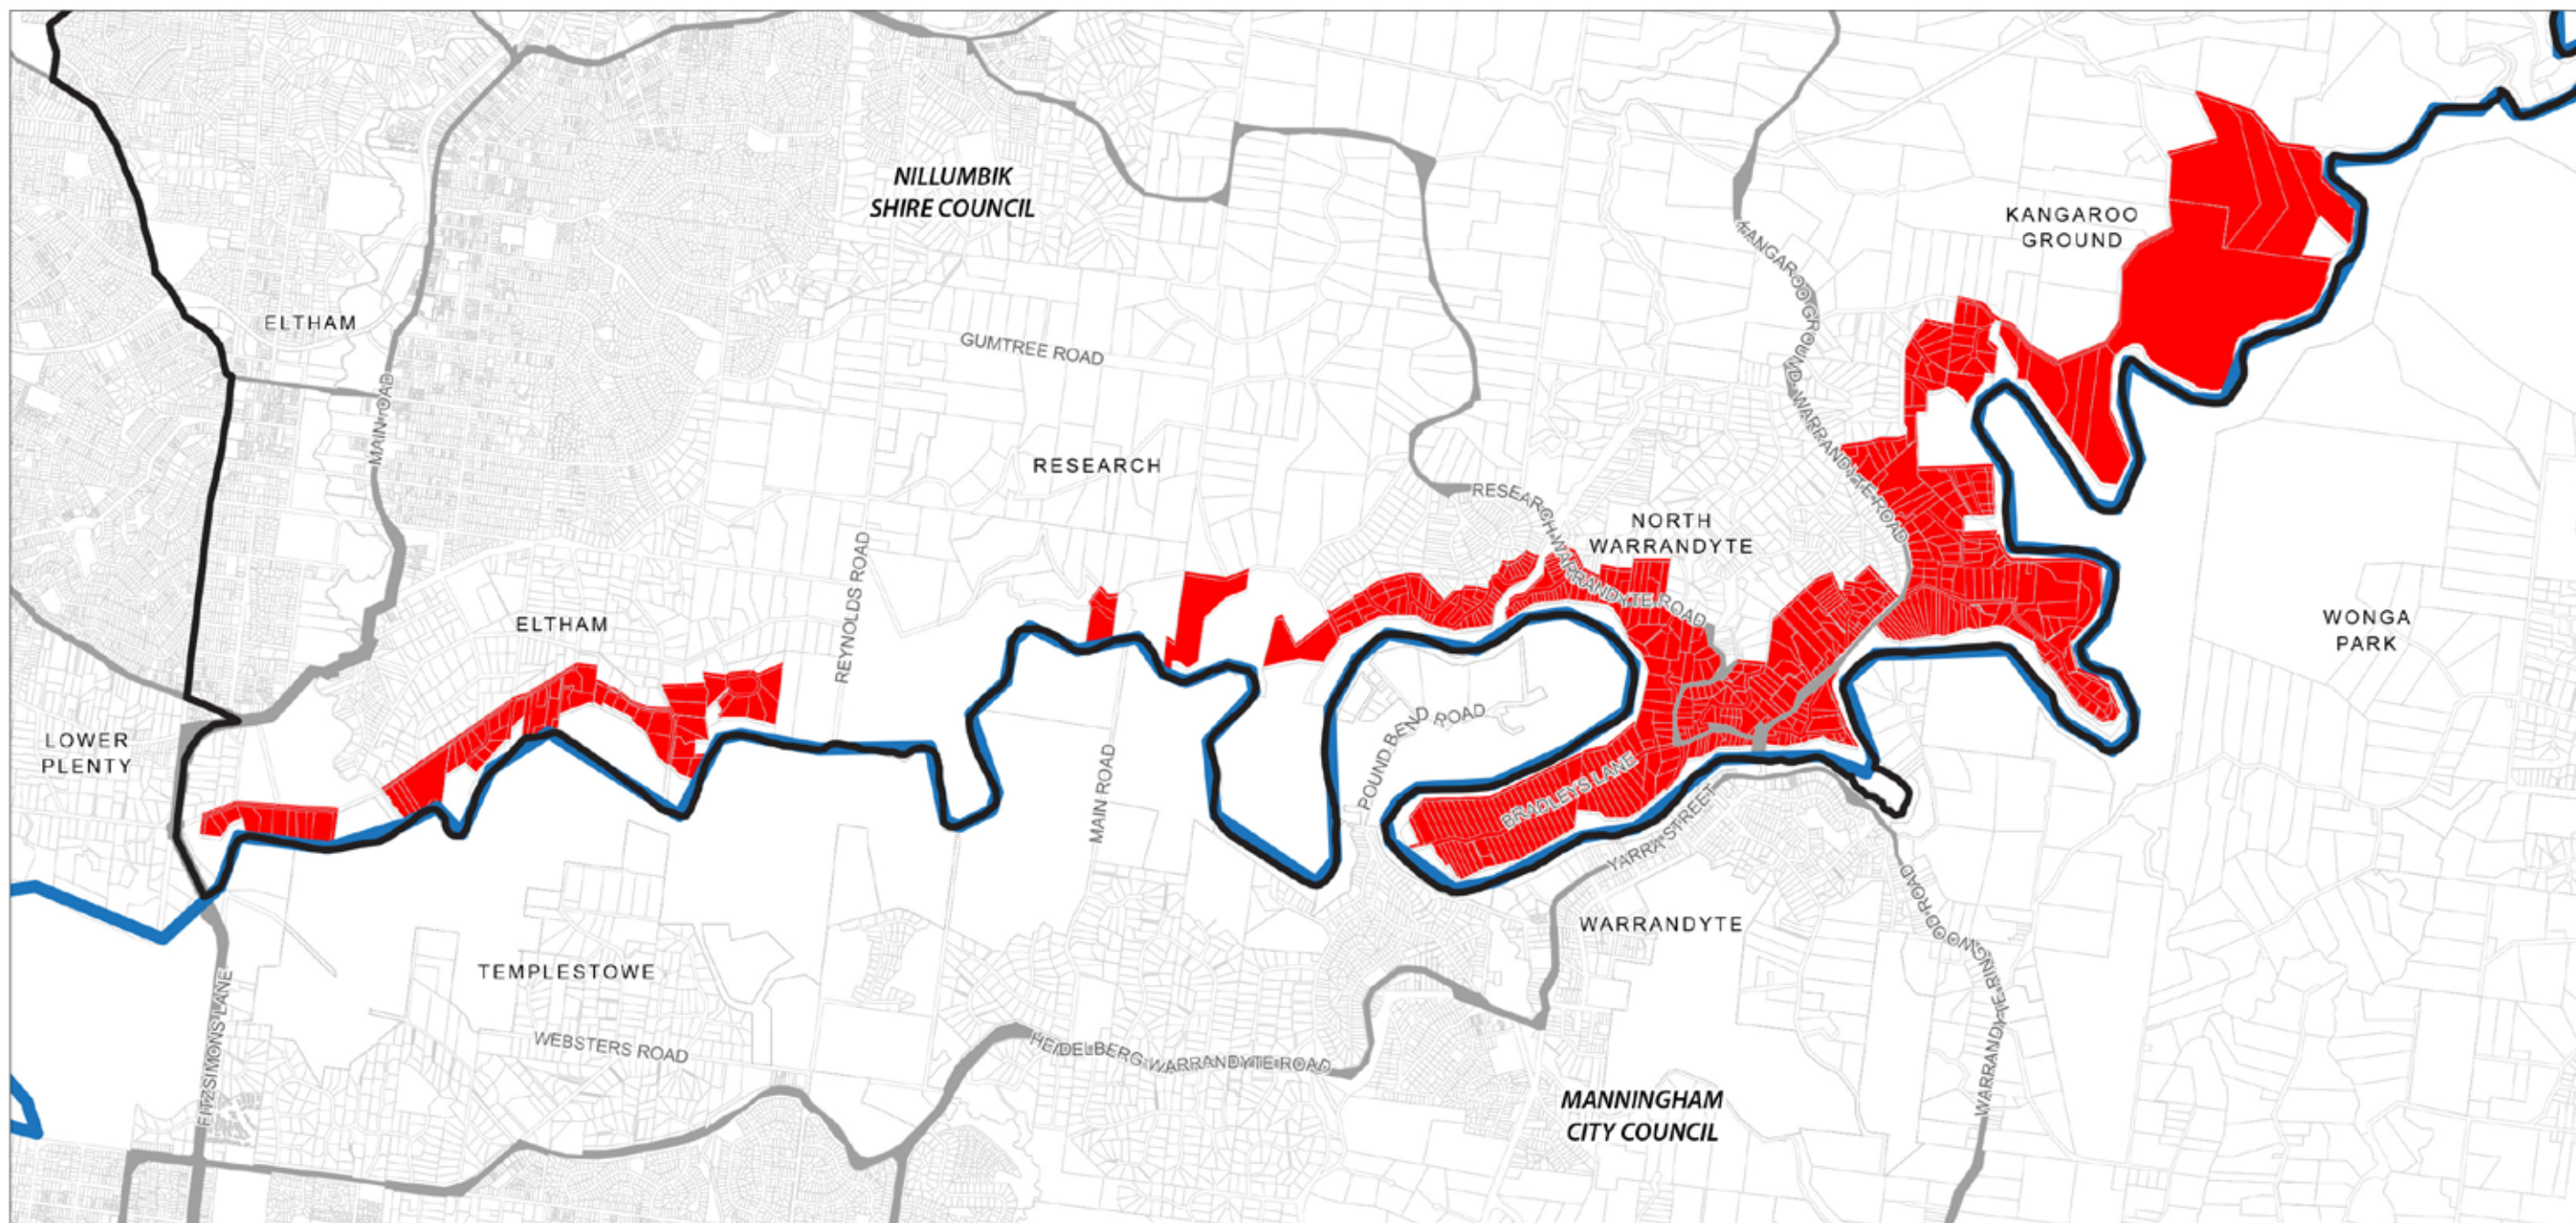 NILLUMBIK
SHIRE COUNCIL
KANGAROO
GROUND
KANGAROO GROUND-WARRANDYTE ROAD
ELTHAM
GUMTREE ROAD
MAIN ROAD
RESEARCH
RESEARCH-WARRANDYTE ROAD
NORTH
WARRANDYTE
REYNOLDS ROAD
ELTHAM
WONGA
PARK
LOWER
PLENTY
POUND BEND ROAD
MAIN ROAD
BRADLEYS LANE
YARRA STREET
WARRANDYTE
WARRANDYTE-RINGWOOD ROAD
TEMPLESTOWE
FITZSIMONS LANE
WEBSTERS ROAD
HEIDELBERG-WARRANDYTE ROAD
MANNINGHAM
CITY COUNCIL